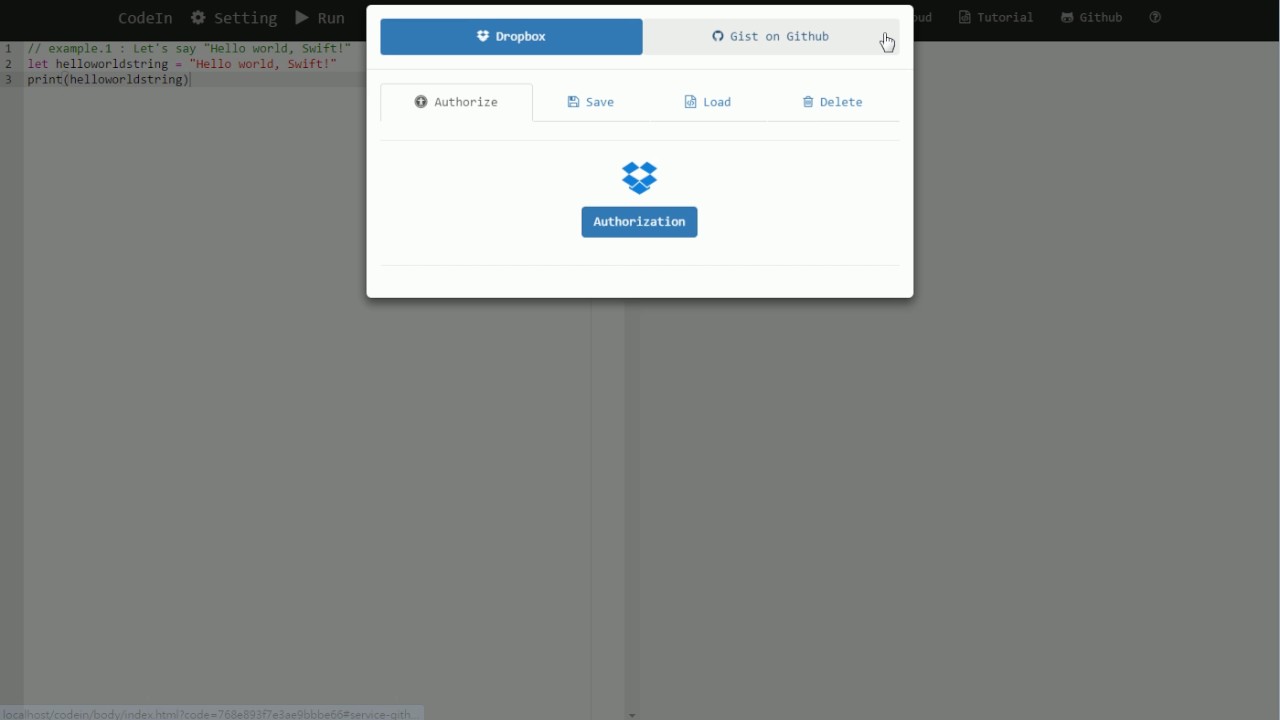 CodeIn Setting Run oud Tutorial Github
Dropbox Gist on Github
1 // example.1 : Let's say "Hello world, Swift!"
2 let helloworldstring = "Hello world, Swift!"
3 print(helloworldstring)
Authorize Save Load Delete
Authorization
localhost/codein/body/index.html?code=768e893f7e3ae9bbbe66#service-gith...